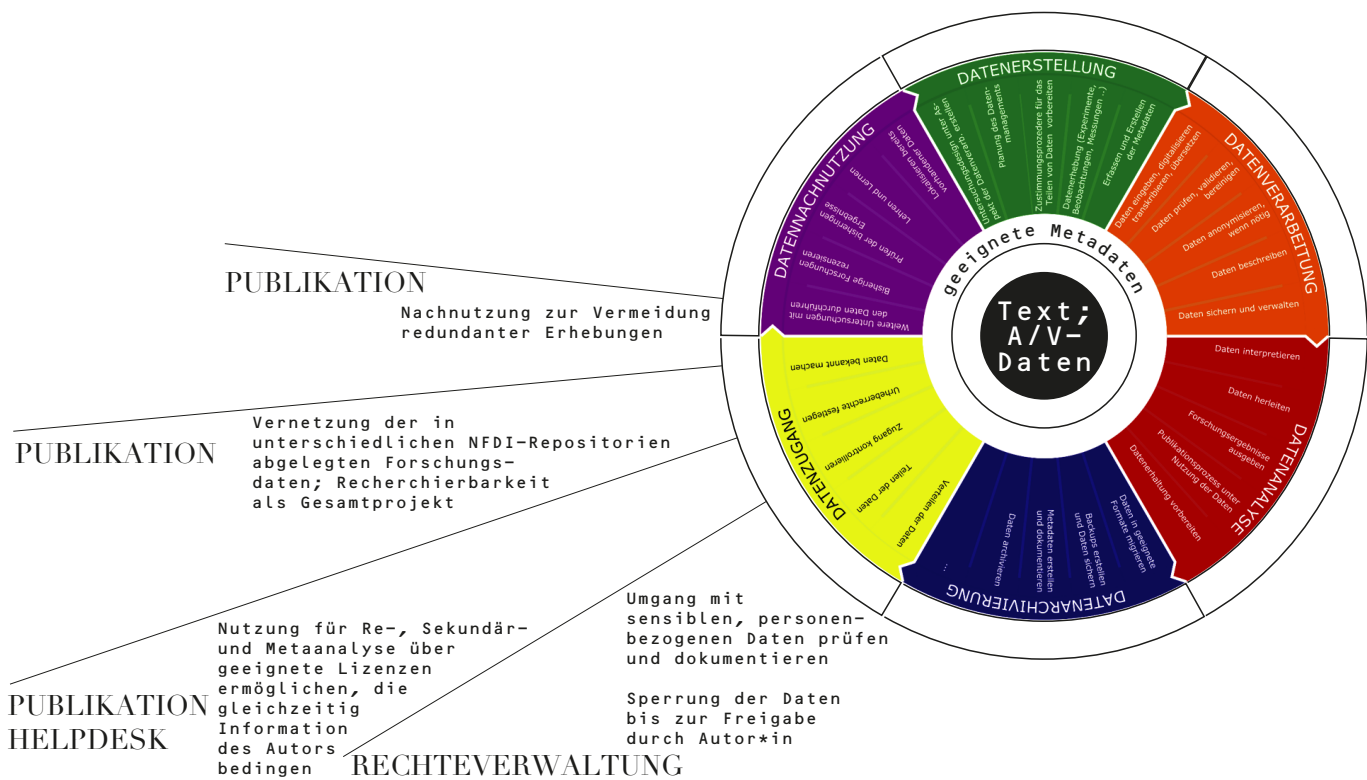 DATENERSTELLUNG
Untersuchungsdesign unter As-
pekt der Datenverarb. erstellen
Planung des Daten-
managements
Zustimmungsprozedere für das
Teilen von Daten vorbereiten
Datenerhebung (Experimente,
Beobachtungen, Messungen ..)
Erfassen und Erstellen
der Metadaten
DATENVERARBEITUNG
Daten eingeben, digitalisieren
transkribieren, übersetzen
Daten prüfen, validieren,
bereinigen
Daten anonymisieren,
wenn nötig
Daten beschreiben
Daten sichern und verwalten
DATENANALYSE
Daten interpretieren
Daten herleiten
Forschungsergebnisse
ausgeben
Publikationsprozess unter
Nutzung der Daten
Datenerhaltung vorbereiten
DATENARCHIVIERUNG
Daten in geeignete
Formate migrieren
Backups erstellen
und Daten sichern
Metadaten erstellen
und dokumentieren
Daten archivieren
...
DATENZUGANG
Verteilen der Daten
Teilen der Daten
Zugang kontrollieren
Urheberrechte festlegen
Daten bekannt machen
DATENNACHNUTZUNG
Weitere Untersuchungen mit
den Daten durchführen
Bisherige Forschungen
rezensieren
Prüfen der bisherigen
Ergebnisse
Lehren und Lernen
Lokalisieren bereits
vorhandener Daten
geeignete Metadaten
Text;
A/V-
Daten
PUBLIKATION
Nachnutzung zur Vermeidung
redundanter Erhebungen
PUBLIKATION
Vernetzung der in
unterschiedlichen NFDI-Repositorien
abgelegten Forschungs-
daten; Recherchierbarkeit
als Gesamtprojekt
PUBLIKATION
HELPDESK
Nutzung für Re-, Sekundär-
und Metaanalyse über
geeignete Lizenzen
ermöglichen, die
gleichzeitig
Information
des Autors
bedingen
RECHTEVERWALTUNG
Umgang mit
sensiblen, personen-
bezogenen Daten prüfen
und dokumentieren
Sperrung der Daten
bis zur Freigabe
durch Autor*in